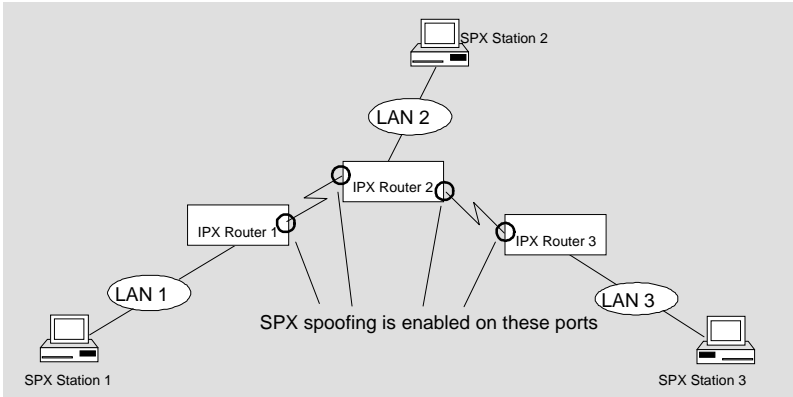 SPX Station 2
LAN 2
IPX Router 2
IPX Router 1
IPX Router 3
LAN 1
LAN 3
SPX spoofing is enabled on these ports
SPX Station 1
SPX Station 3